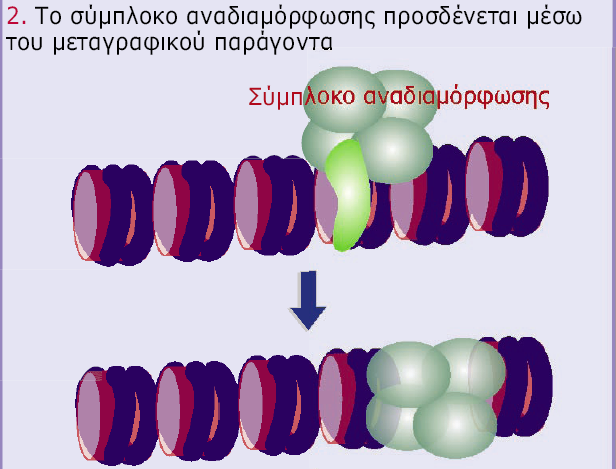 2. Το σύμπλοκο αναδιαμόρφωσης προσδένεται μέσω
του μεταγραφικού παράγοντα
Σύμπλοκο αναδιαμόρφωσης